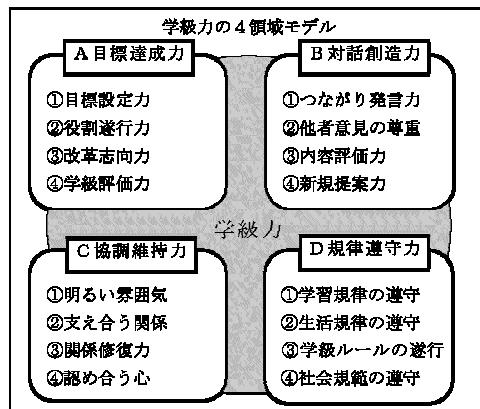 学級力の４領域モデル
Ａ目標達成力
①目標設定力
②役割遂行力
③改革志向力
④学級評価力
Ｂ対話創造力
①つながり発言力
②他者意見の尊重
③内容評価力
④新規提案力
学級力
Ｃ協調維持力
①明るい雰囲気
②支え合う関係
③関係修復力
④認め合う心
Ｄ規律遵守力
①学習規律の遵守
②生活規律の遵守
③学級ルールの遂行
④社会規範の遵守